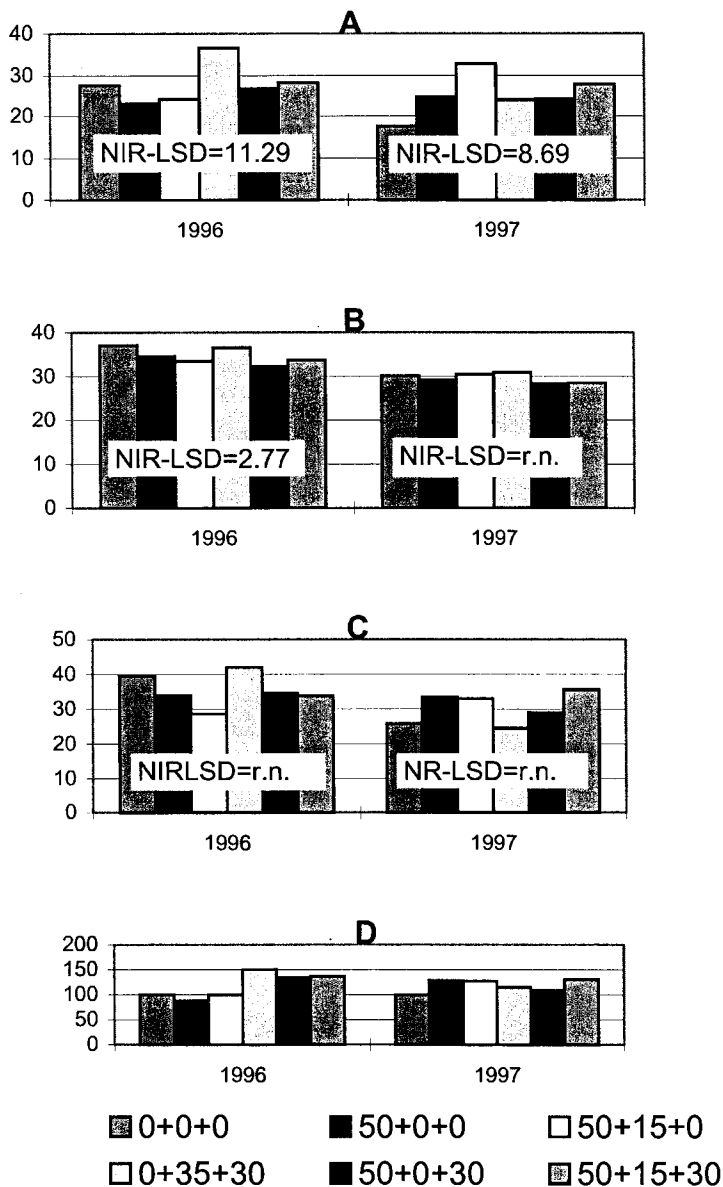 A
40
30
20
10
0
NIR-LSD=11.29 NIR-LSD=8.69
1996 1997
B
40
30
20
10
0
NIR-LSD=2.77 NIR-LSD=r.n.
1996 1997
C
50
40
30
20
10
0
NIRLSD=r.n. NR-LSD=r.n.
1996 1997
D
200
150
100
50
0
1996 1997
0+0+0 50+0+0 50+15+0
0+35+30 50+0+30 50+15+30